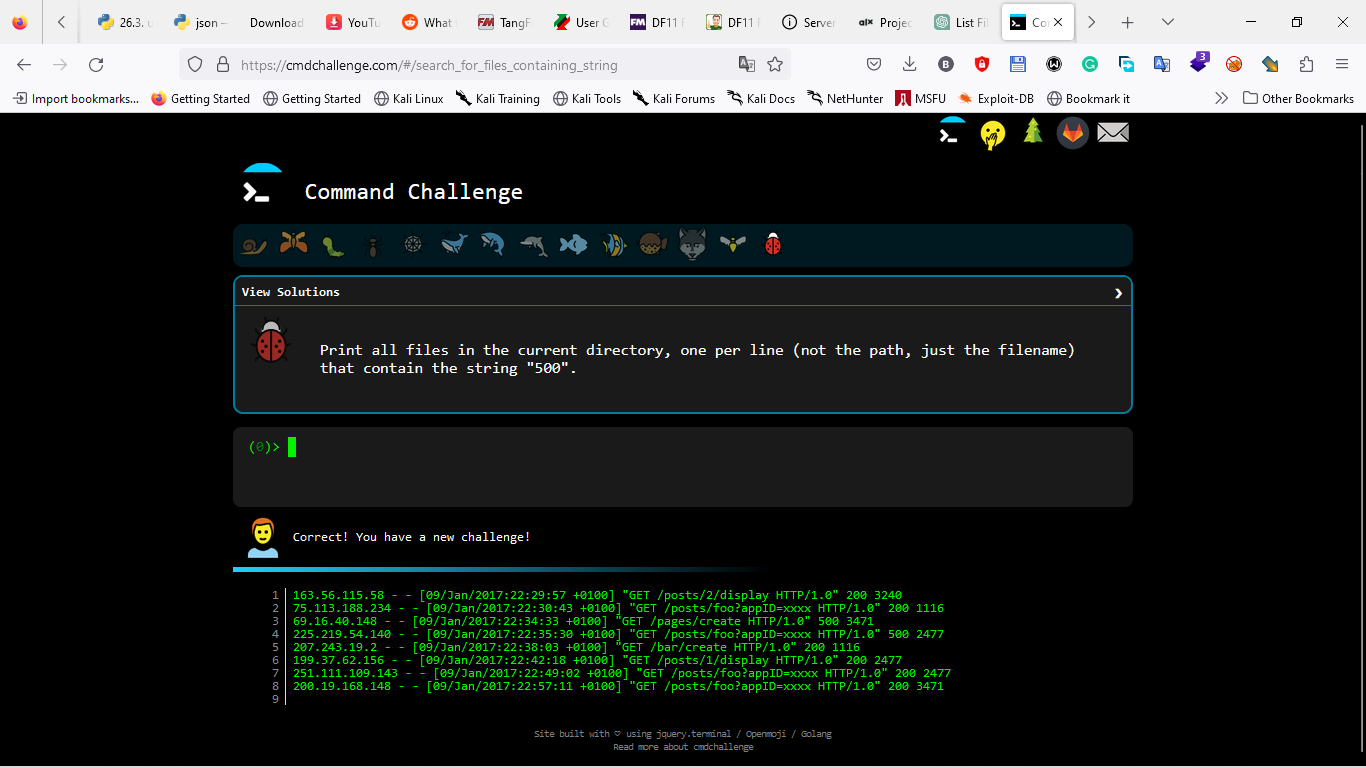 26.3. u
json —
Download
YouTu
What
TangF
User G
DF11 F
DF11 F
Server
alx Projec
List Fil
Co
https://cmdchallenge.com/#/search_for_files_containing_string
3
Import bookmarks...
Getting Started
Getting Started
Kali Linux
Kali Training
Kali Tools
Kali Forums
Kali Docs
NetHunter
MSFU
Exploit-DB
Bookmark it
Other Bookmarks
Command Challenge
View Solutions
Print all files in the current directory, one per line (not the path, just the filename)
that contain the string "500".
(0)>
Correct! You have a new challenge!
1 163.56.115.58 - - [09/Jan/2017:22:29:57 +0100] "GET /posts/2/display HTTP/1.0" 200 3240
2 75.113.188.234 - - [09/Jan/2017:22:30:43 +0100] "GET /posts/foo?appID=xxxx HTTP/1.0" 200 1116
3 69.16.40.148 - - [09/Jan/2017:22:34:33 +0100] "GET /pages/create HTTP/1.0" 500 3471
4 225.219.54.140 - - [09/Jan/2017:22:35:30 +0100] "GET /posts/foo?appID=xxxx HTTP/1.0" 500 2477
5 207.243.19.2 - - [09/Jan/2017:22:38:03 +0100] "GET /bar/create HTTP/1.0" 200 1116
6 199.37.62.156 - - [09/Jan/2017:22:42:18 +0100] "GET /posts/1/display HTTP/1.0" 200 2477
7 251.111.109.143 - - [09/Jan/2017:22:49:02 +0100] "GET /posts/foo?appID=xxxx HTTP/1.0" 200 2477
8 200.19.168.148 - - [09/Jan/2017:22:57:11 +0100] "GET /posts/foo?appID=xxxx HTTP/1.0" 200 3471
9
Site built with ♡ using jquery.terminal / Openmoji / Golang
Read more about cmdchallenge